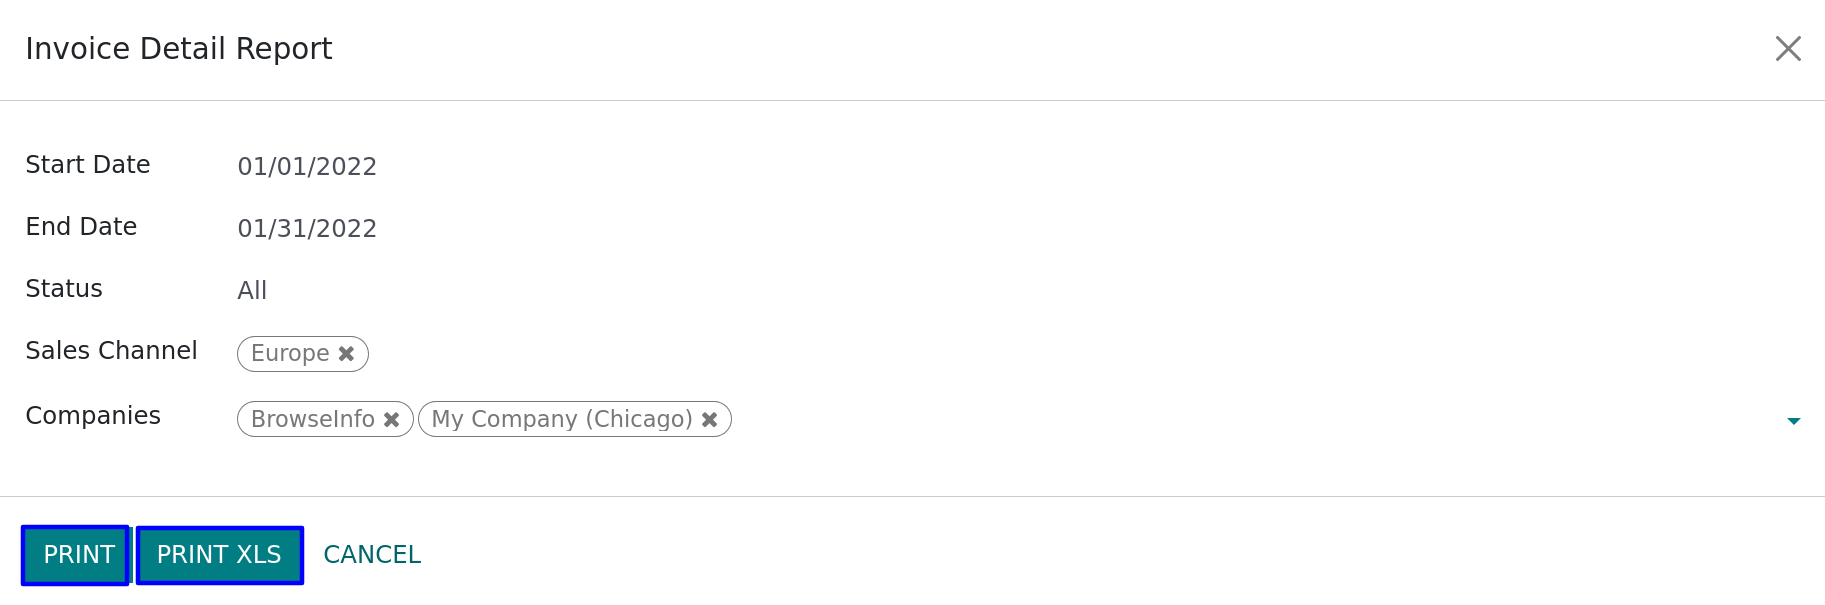 Invoice Detail Report
Start Date 01/01/2022
End Date 01/31/2022
Status All
Sales Channel Europe
Companies BrowseInfo My Company (Chicago)
PRINT PRINT XLS CANCEL